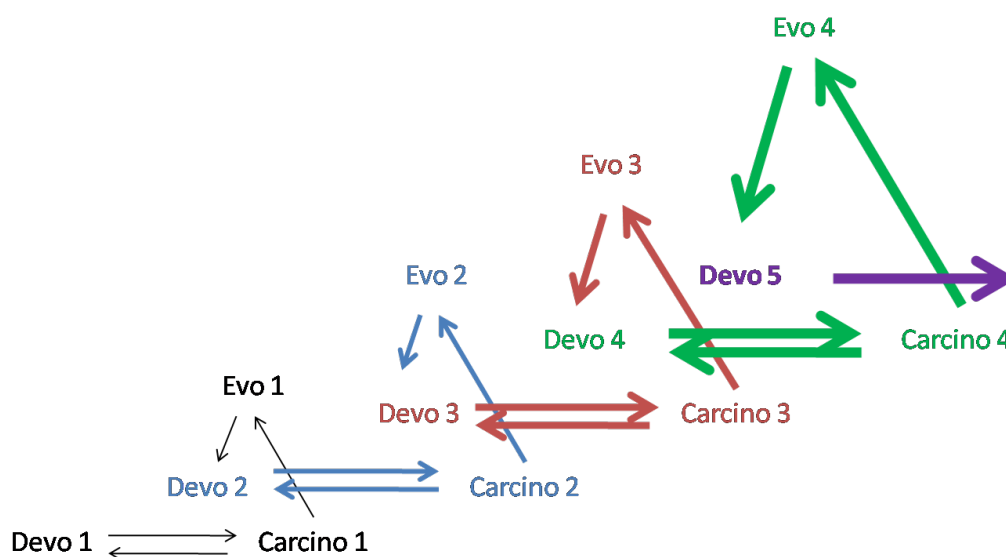 Evo 4
Evo 3
Evo 2
Devo 5
Devo 4
Carcino 4
Evo 1
Devo 3
Carcino 3
Devo 2
Carcino 2
Devo 1
Carcino 1